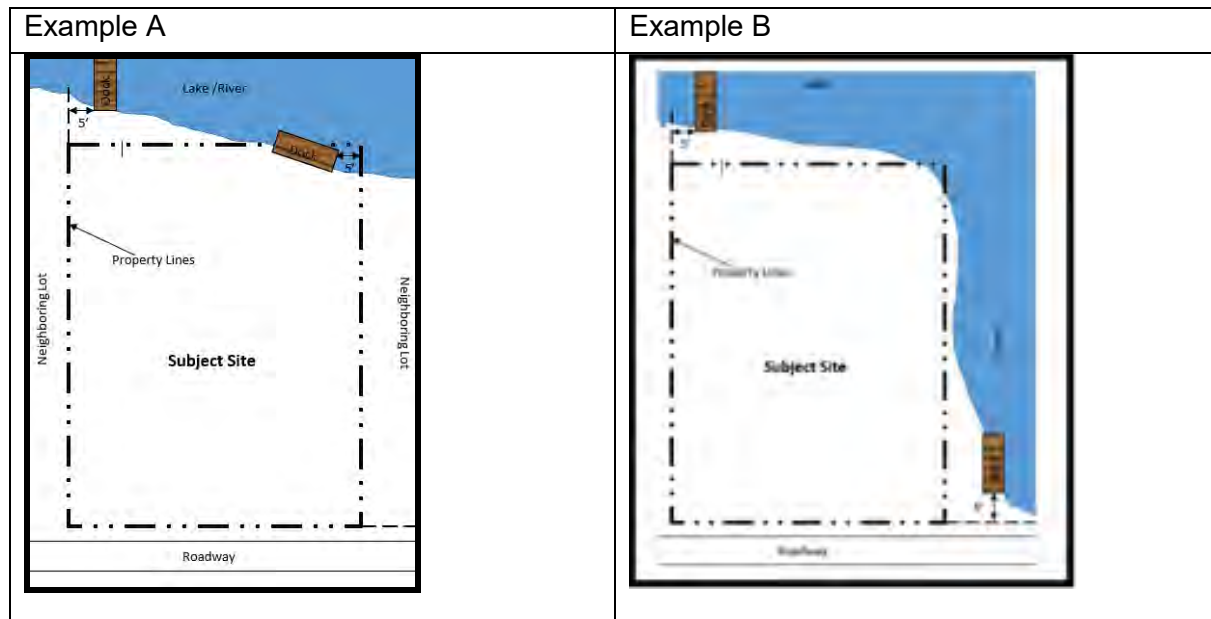 Example A
Example B
Dock
Lake /River
5'
Dock
5'
Property Lines
Neighboring Lot
Neighboring Lot
Subject Site
Roadway
Property Lines
Subject Site
Roadway